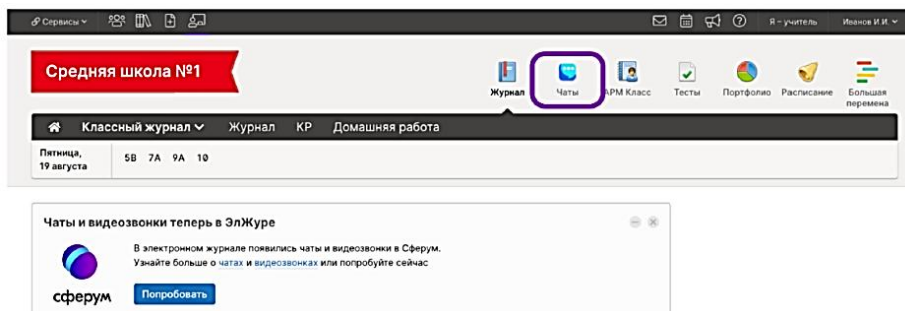 Сервисы
Я - учитель
Иванов И.И.
Средняя школа №1
Журнал
Чаты
АРМ Класс
Тесты
Портфолио
Расписание
Большая
перемена
Классный журнал
Журнал
КР
Домашняя работа
Пятница,
19 августа
5В 7А 9А 10
Чаты и видеозвонки теперь в ЭлЖуре
В электронном журнале появились чаты и видеозвонки в Сферум.
Узнайте больше о чатах и видеозвонках или попробуйте сейчас
сферум
Попробовать